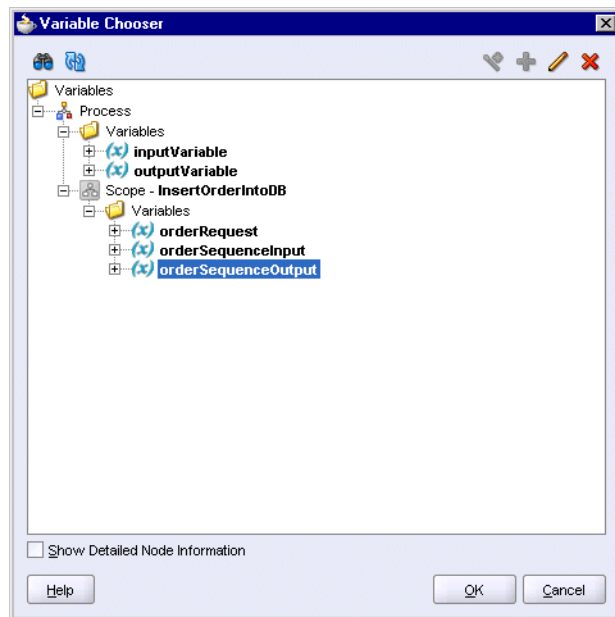 Variable Chooser
Variables
Process
Variables
(x) inputVariable
(x) outputVariable
Scope - InsertOrderIntoDB
Variables
(x) orderRequest
(x) orderSequenceInput
(x) orderSequenceOutput
Show Detailed Node Information
Help OK Cancel